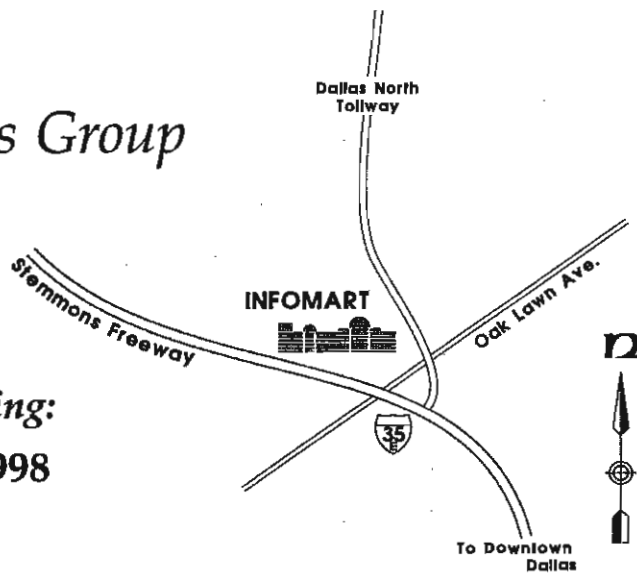 Dallas North
Tollway
s Group
Stemmons Freeway
INFOMART
Oak Lawn Ave.
ing:
998
35
E
To Downtown
Dallas